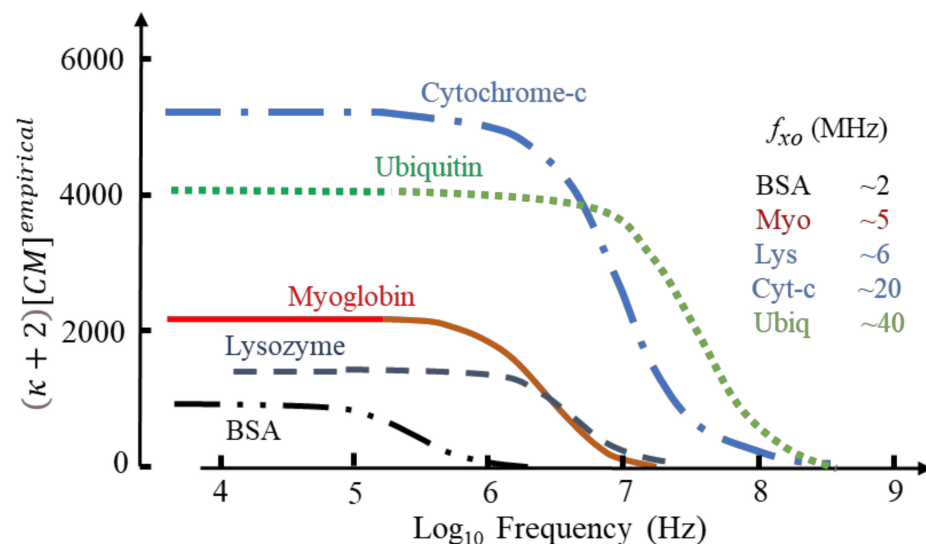 (κ + 2)[CM]^empirical
6000
4000
2000
0
Cytochrome-c
Ubiquitin
Myoglobin
Lysozyme
BSA
f_xo (MHz)
BSA ~2
Myo ~5
Lys ~6
Cyt-c ~20
Ubiq ~40
4 5 6 7 8 9
Log₁₀ Frequency (Hz)